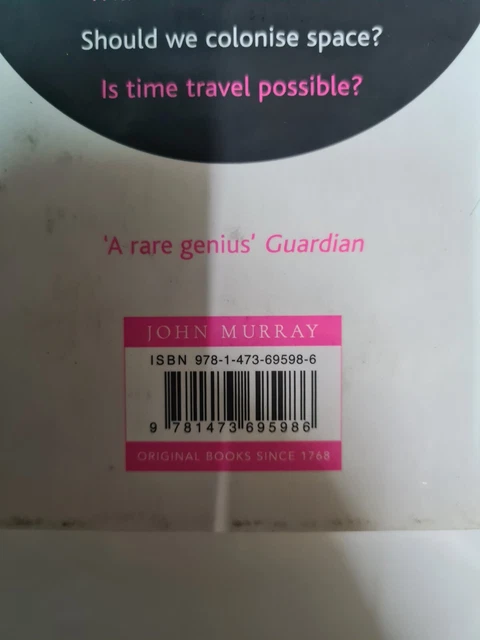 Should we colonise space?
Is time travel possible?
'A rare genius' Guardian
JOHN MURRAY
ISBN 978-1-473-69598-6
9 781473 695986
ORIGINAL BOOKS SINCE 1768